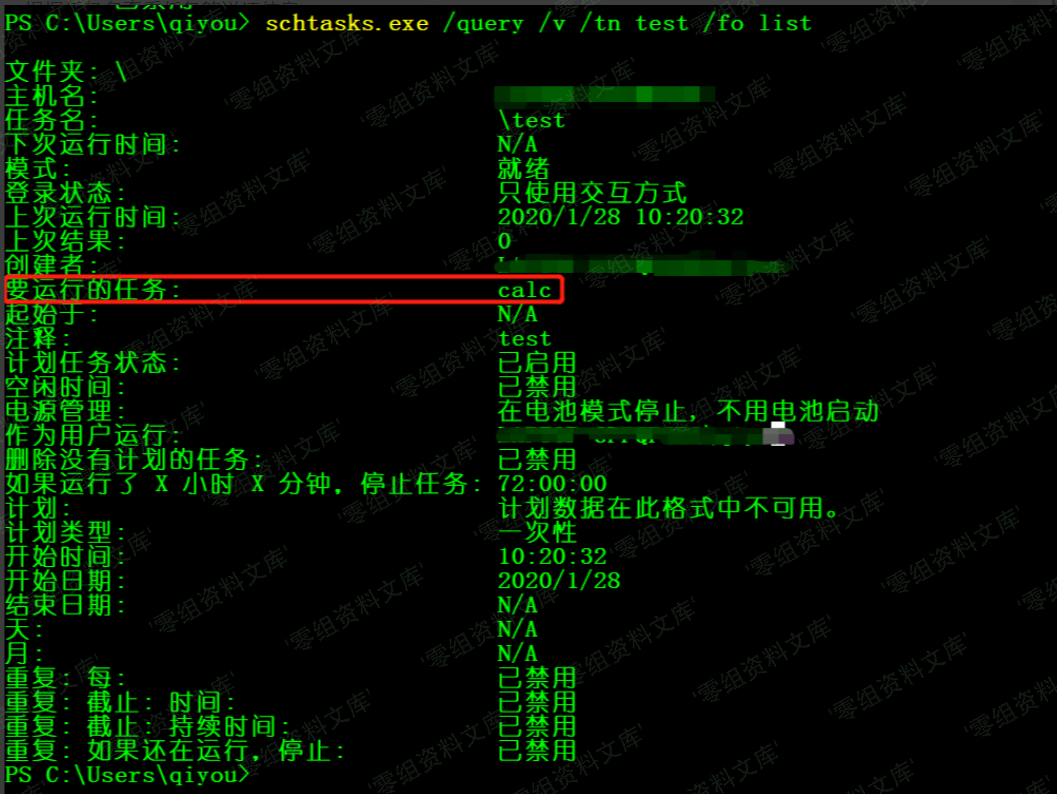 PS C:\Users\qiyou> schtasks.exe /query /v /tn test /fo list
文件夹: \
主机名:
任务名: \test
下次运行时间: N/A
模式: 就绪
登录状态: 只使用交互方式
上次运行时间: 2020/1/28 10:20:32
上次结果: 0
创建者:
要运行的任务: calc
起始于: N/A
注释: test
计划任务状态: 已启用
空闲时间: 已禁用
电源管理: 在电池模式停止, 不用电池启动
作为用户运行:
删除没有计划的任务: 已禁用
如果运行了 X 小时 X 分钟, 停止任务: 72:00:00
计划: 计划数据在此格式中不可用。
计划类型: 一次性
开始时间: 10:20:32
开始日期: 2020/1/28
结束日期: N/A
天: N/A
月: N/A
重复: 每: 已禁用
重复: 截止: 时间: 已禁用
重复: 截止: 持续时间: 已禁用
重复: 如果还在运行, 停止: 已禁用
PS C:\Users\qiyou>
零组资料文库